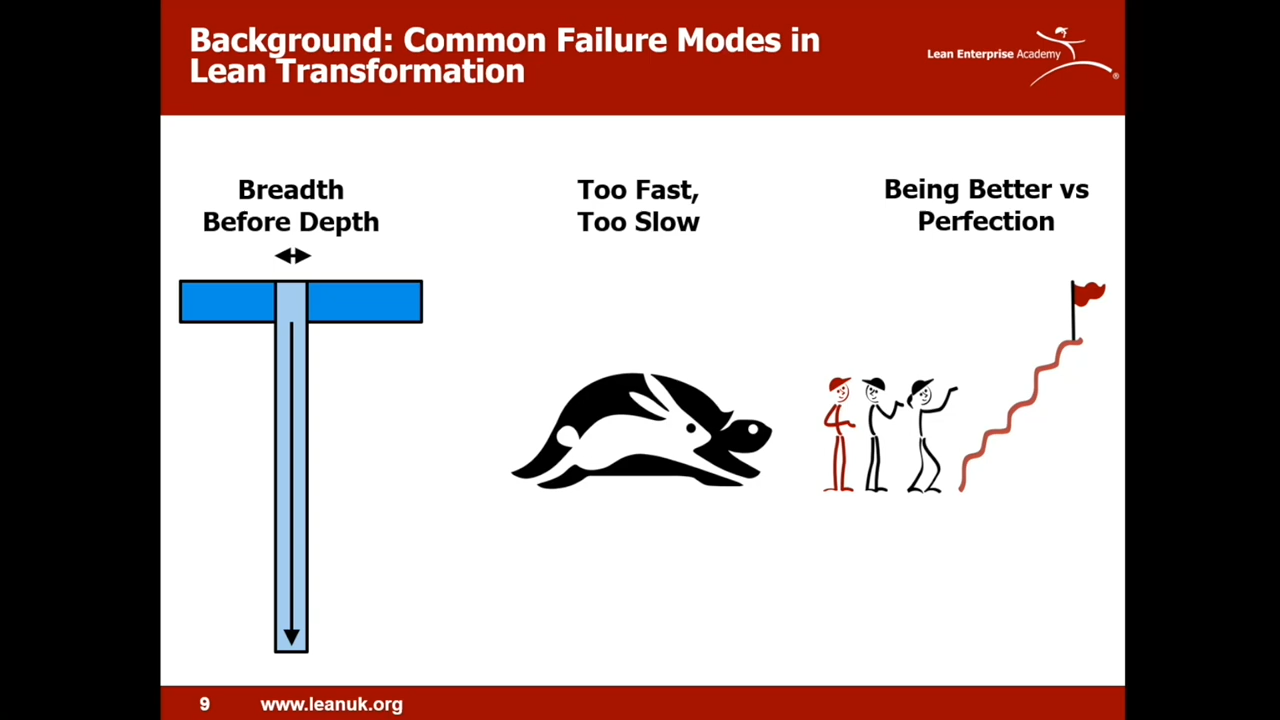 Background: Common Failure Modes in
Lean Transformation
Lean Enterprise Academy
®
Breadth
Before Depth
Too Fast,
Too Slow
Being Better vs
Perfection
9
www.leanuk.org